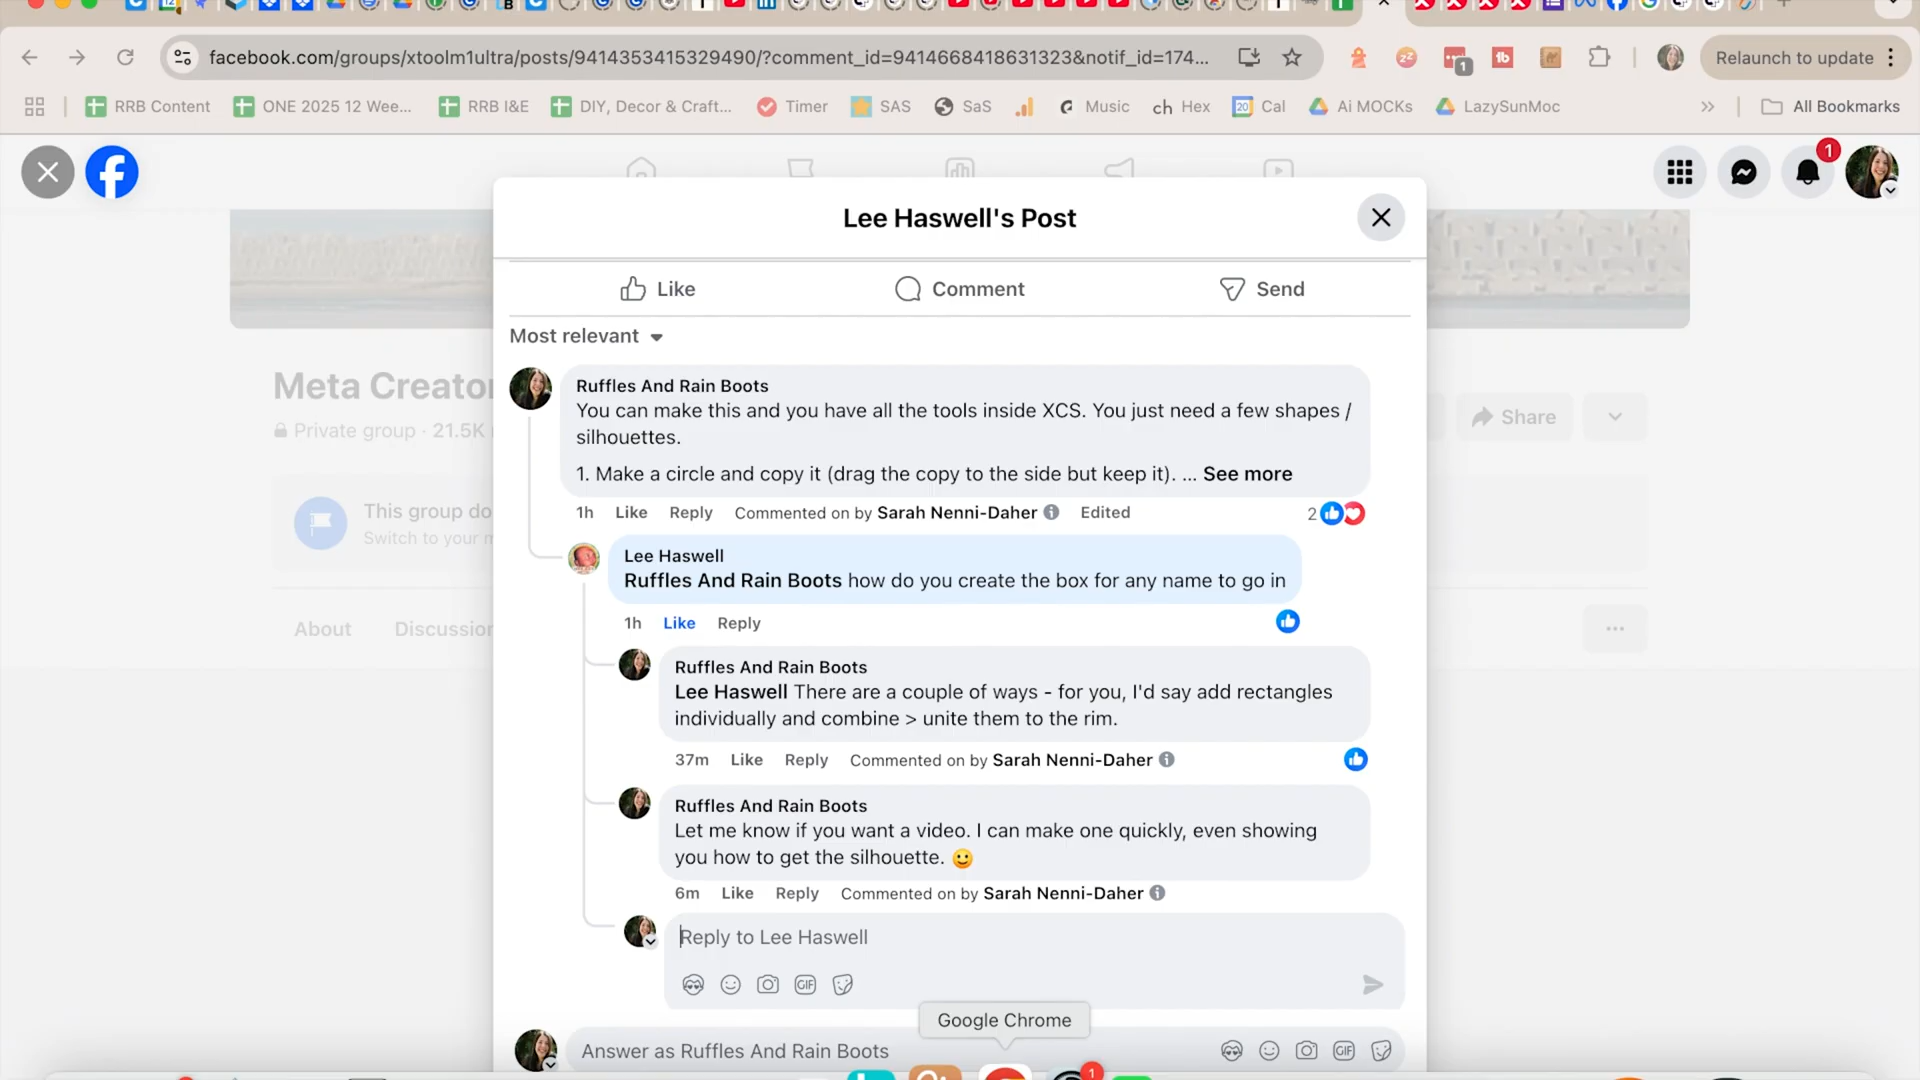 facebook.com/groups/xtoolm1ultra/posts/9414353415329490/?comment_id=9414668418631323&notif_id=174...
1
Relaunch to update
RRB Content
ONE 2025 12 Wee...
RRB I&E
DIY, Decor & Craft...
Timer
SAS
SaS
Music
ch Hex
20 Cal
Ai MOCKs
LazySunMoc
All Bookmarks
1
Lee Haswell's Post
Like
Comment
Send
Most relevant
Meta Creator
Private group · 21.5K
Share
This group do
Switch to your
About
Discussion
Ruffles And Rain Boots
You can make this and you have all the tools inside XCS. You just need a few shapes /
silhouettes.
1. Make a circle and copy it (drag the copy to the side but keep it). ... See more
1h Like Reply Commented on by Sarah Nenni-Daher Edited
2
Lee Haswell
Ruffles And Rain Boots how do you create the box for any name to go in
1h Like Reply
Ruffles And Rain Boots
Lee Haswell There are a couple of ways - for you, I'd say add rectangles
individually and combine > unite them to the rim.
37m Like Reply Commented on by Sarah Nenni-Daher
Ruffles And Rain Boots
Let me know if you want a video. I can make one quickly, even showing
you how to get the silhouette.
6m Like Reply Commented on by Sarah Nenni-Daher
Reply to Lee Haswell
GIF
Google Chrome
Answer as Ruffles And Rain Boots
GIF
1